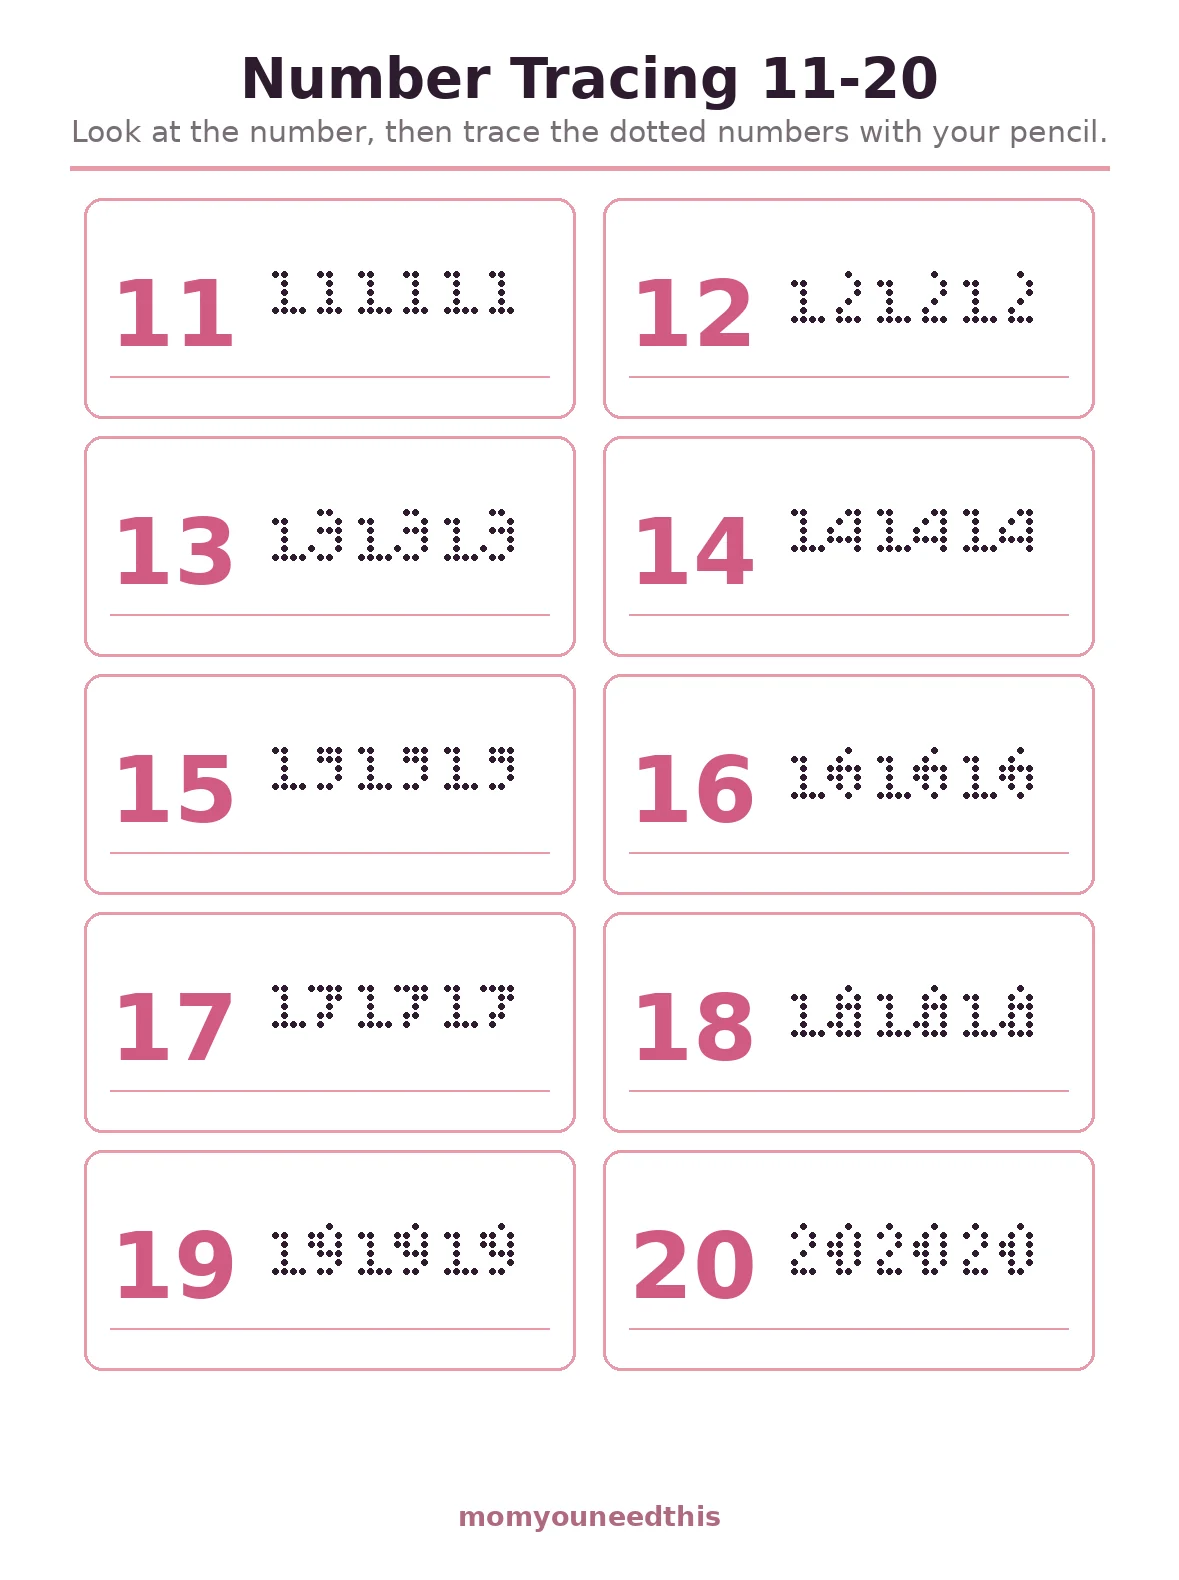 Number Tracing 11-20
Look at the number, then trace the dotted numbers with your pencil.
11 11 11 11
12 12 12 12
13 13 13 13
14 14 14 14
15 15 15 15
16 16 16 16
17 17 17 17
18 18 18 18
19 19 19 19
20 20 20 20
momyouneedthis